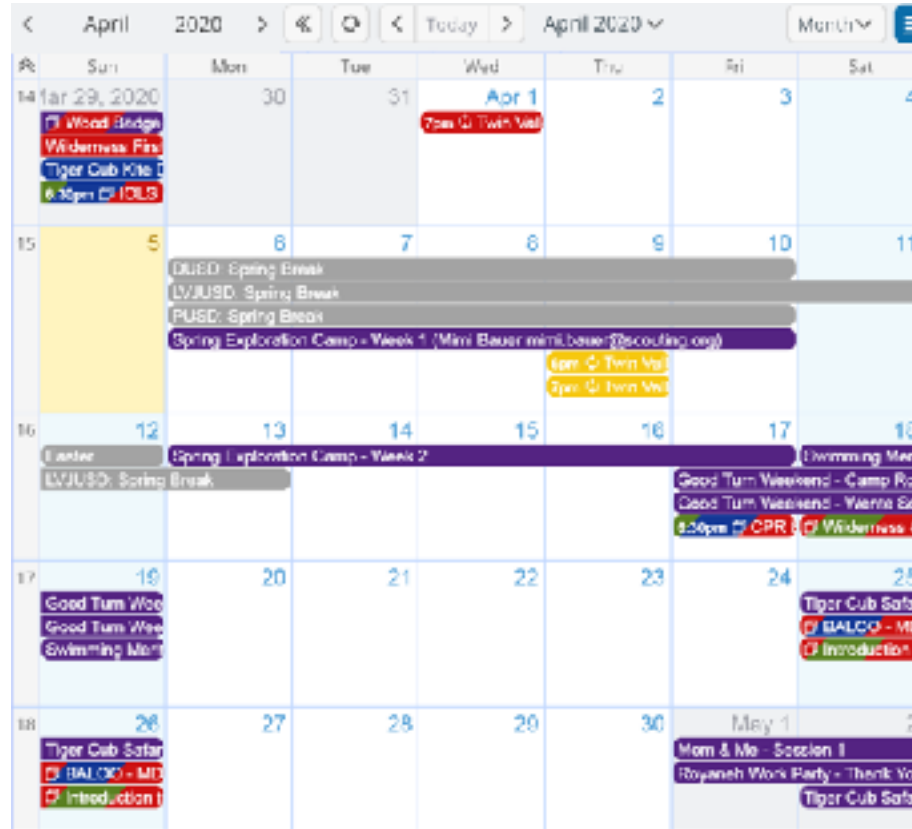 April 2020 Today April 2020 Month
Sun Mon Tue Wed Thu Fri Sat
14 Mar 29, 2020 30 31 Apr 1 2 3 4
Wood Badge 7pm Twin Vall
Wilderness First
Tiger Cub Kite D
6:30pm IOLS
15 5 6 7 8 9 10 11
DUSD: Spring Break
LVJUSD: Spring Break
PUSD: Spring Break
Spring Exploration Camp - Week 1 (Mimi Bauer mimi.bauer@scouting.org)
6pm Twin Vall
7pm Twin Vall
16 12 13 14 15 16 17 18
Easter Spring Exploration Camp - Week 2 Swimming Mer
LVJUSD: Spring Break Good Turn Weekend - Camp Ro
Good Turn Weekend - Wente Sc
6:30pm CPR Wilderness
17 19 20 21 22 23 24 25
Good Turn Wee Tiger Cub Safa
Good Turn Wee BALOO - MD
Swimming Merit Introduction
18 26 27 28 29 30 May 1 2
Tiger Cub Safar Mom & Me - Session 1
BALOO - MD Royaneh Work Party - Thank Yo
Introduction t Tiger Cub Safa